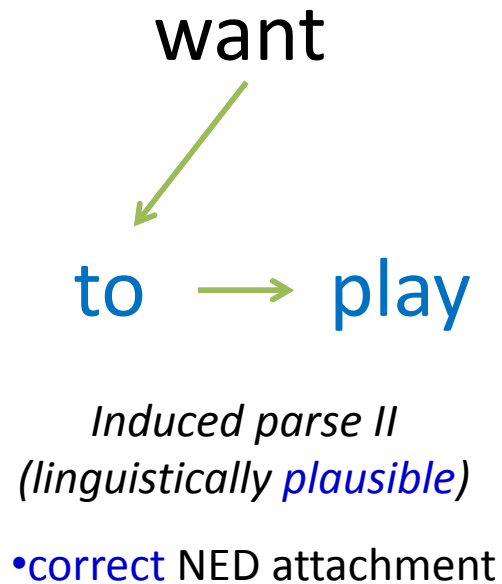 want
to play
Induced parse II
(linguistically plausible)
•correct NED attachment